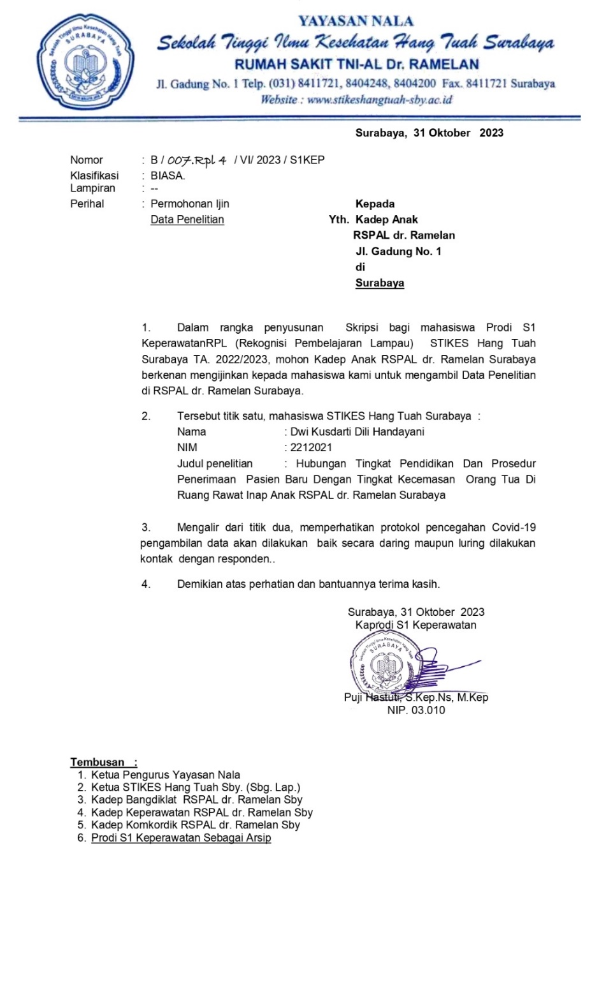 YAYASAN NALA
Sekolah Tinggi Ilmu Kesehatan Hang Tuah Surabaya
RUMAH SAKIT TNI-AL Dr. RAMELAN
Jl. Gadung No. 1 Telp. (031) 8411721, 8404248, 8404200 Fax. 8411721 Surabaya
Website : www.stikeshangtuah-sby.ac.id
Sekolah Tinggi Ilmu Kesehatan Hang Tuah
SURABAYA
Surabaya, 31 Oktober 2023
Nomor : B / 007.Rpl 4 / VI/ 2023 / S1KEP
Klasifikasi : BIASA.
Lampiran : --
Perihal : Permohonan Ijin
Data Penelitian
Kepada
Yth. Kadep Anak
RSPAL dr. Ramelan
Jl. Gadung No. 1
di
Surabaya
1. Dalam rangka penyusunan Skripsi bagi mahasiswa Prodi S1
KeperawatanRPL (Rekognisi Pembelajaran Lampau) STIKES Hang Tuah
Surabaya TA. 2022/2023, mohon Kadep Anak RSPAL dr. Ramelan Surabaya
berkenan mengijinkan kepada mahasiswa kami untuk mengambil Data Penelitian
di RSPAL dr. Ramelan Surabaya.
2. Tersebut titik satu, mahasiswa STIKES Hang Tuah Surabaya :
Nama : Dwi Kusdarti Dili Handayani
NIM : 2212021
Judul penelitian : Hubungan Tingkat Pendidikan Dan Prosedur
Penerimaan Pasien Baru Dengan Tingkat Kecemasan Orang Tua Di
Ruang Rawat Inap Anak RSPAL dr. Ramelan Surabaya
3. Mengalir dari titik dua, memperhatikan protokol pencegahan Covid-19
pengambilan data akan dilakukan baik secara daring maupun luring dilakukan
kontak dengan responden..
4. Demikian atas perhatian dan bantuannya terima kasih.
Surabaya, 31 Oktober 2023
Kaprodi S1 Keperawatan
Sekolah Tinggi Ilmu Kesehatan Hang Tuah
SURABAYA
Puji Hastuti, S.Kep.Ns, M.Kep
NIP. 03.010
Tembusan :
1. Ketua Pengurus Yayasan Nala
2. Ketua STIKES Hang Tuah Sby. (Sbg. Lap.)
3. Kadep Bangdiklat RSPAL dr. Ramelan Sby
4. Kadep Keperawatan RSPAL dr. Ramelan Sby
5. Kadep Komkordik RSPAL dr. Ramelan Sby
6. Prodi S1 Keperawatan Sebagai Arsip